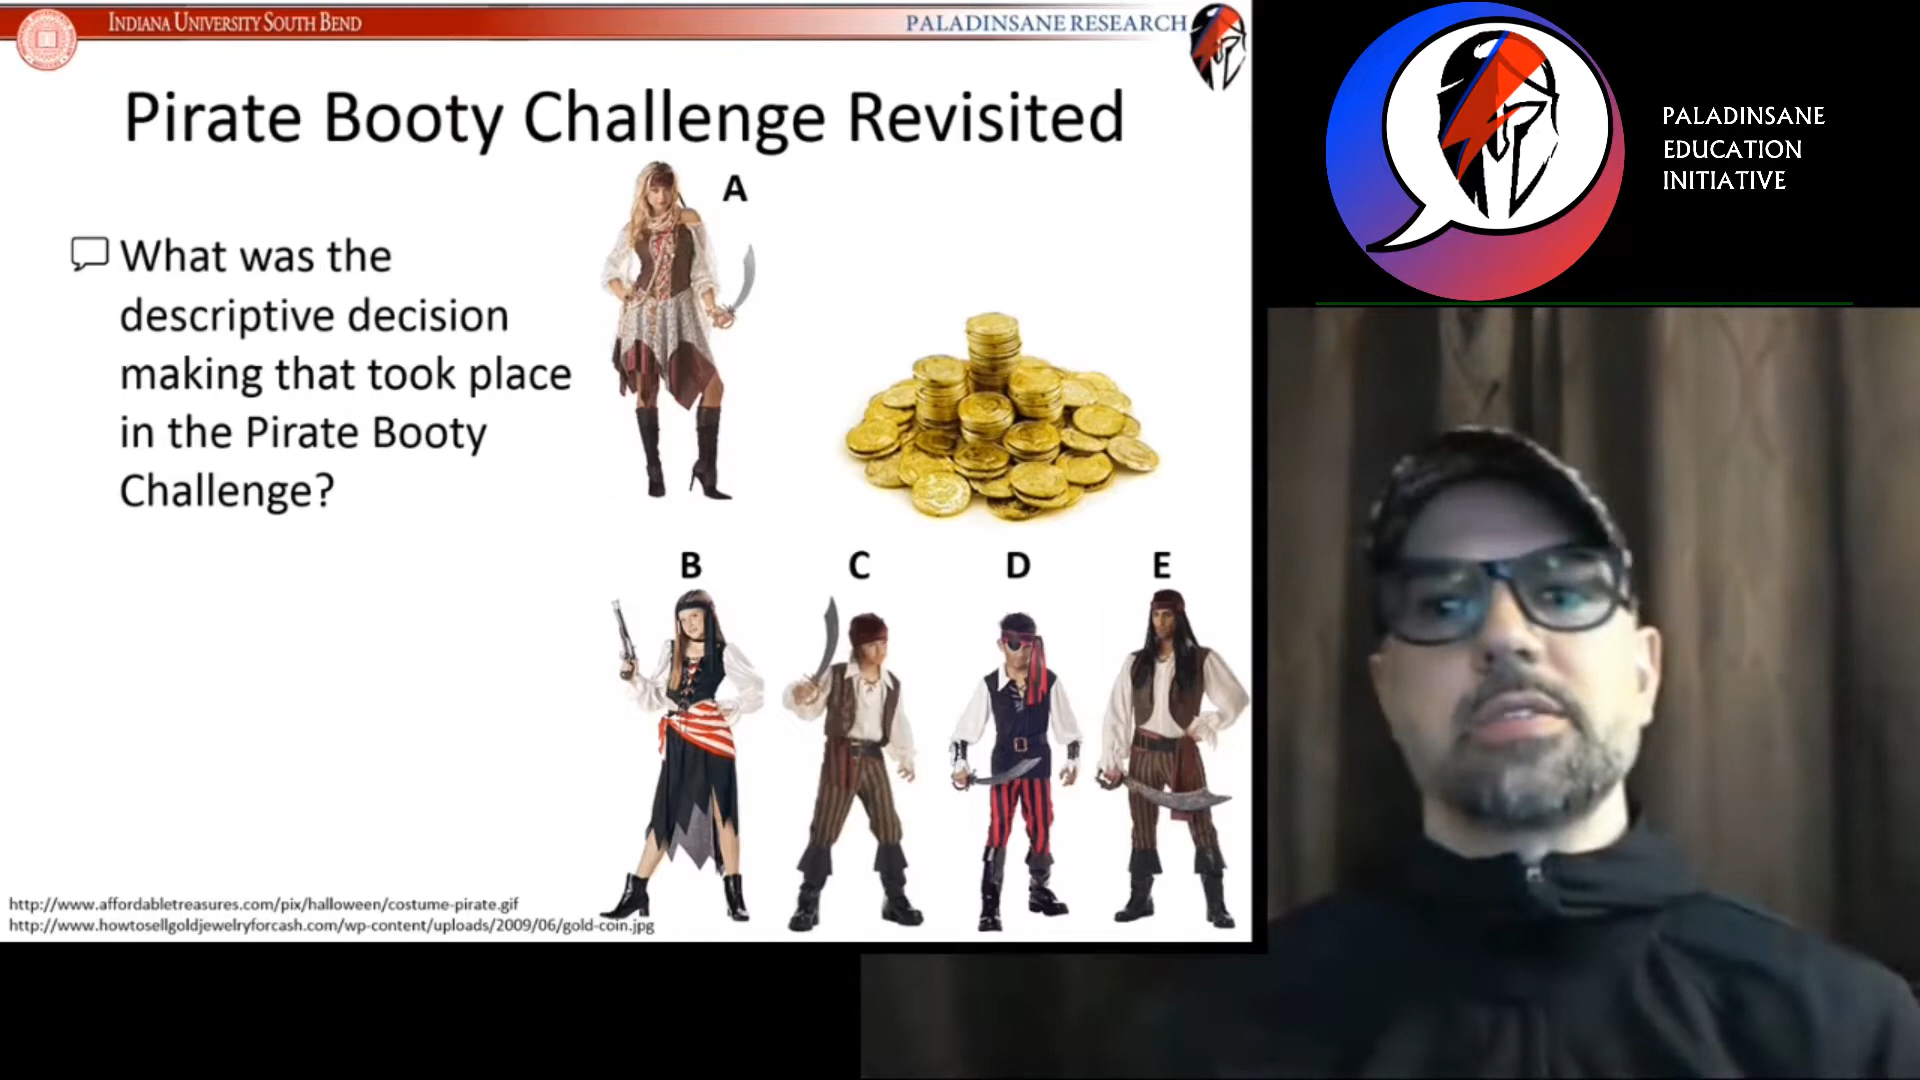 INDIANA UNIVERSITY SOUTH BEND
PALADINSANE RESEARCH
Pirate Booty Challenge Revisited
What was the
descriptive decision
making that took place
in the Pirate Booty
Challenge?
A
B
C
D
E
http://www.affordabletreasures.com/pix/halloween/costume-pirate.gif
http://www.howtosellgoldjewelryforcash.com/wp-content/uploads/2009/06/gold-coin.jpg
PALADINSANE
EDUCATION
INITIATIVE